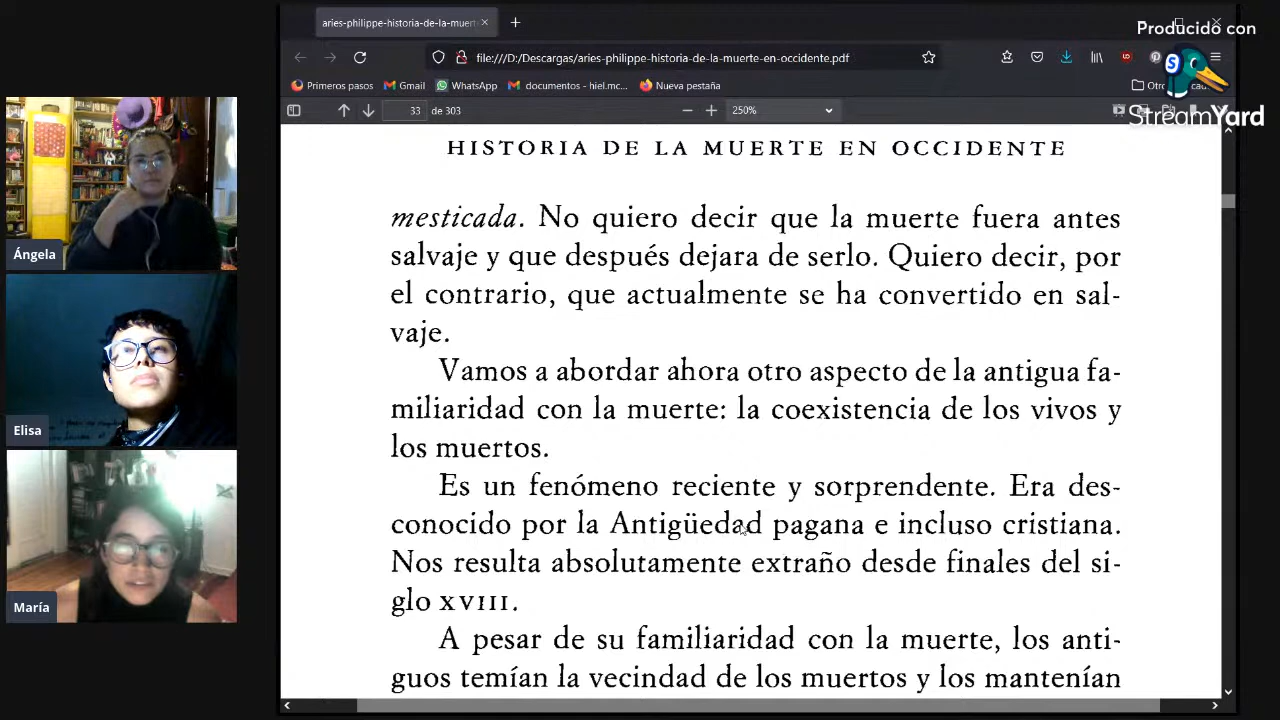 aries-philippe-historia-de-la-muert
Producido con
file:///D:/Descargas/aries-philippe-historia-de-la-muerte-en-occidente.pdf
Primeros pasos
Gmail
WhatsApp
documentos - hiel.mc...
Nueva pestaña
StreamYard
33
de 303
250%
HISTORIA DE LA MUERTE EN OCCIDENTE
mesticada. No quiero decir que la muerte fuera antes
salvaje y que después dejara de serlo. Quiero decir, por
el contrario, que actualmente se ha convertido en sal-
vaje.
Vamos a abordar ahora otro aspecto de la antigua fa-
miliaridad con la muerte: la coexistencia de los vivos y
los muertos.
Es un fenómeno reciente y sorprendente. Era des-
conocido por la Antigüedad pagana e incluso cristiana.
Nos resulta absolutamente extraño desde finales del si-
glo XVIII.
A pesar de su familiaridad con la muerte, los anti-
guos temían la vecindad de los muertos y los mantenían
Ángela
Elisa
María